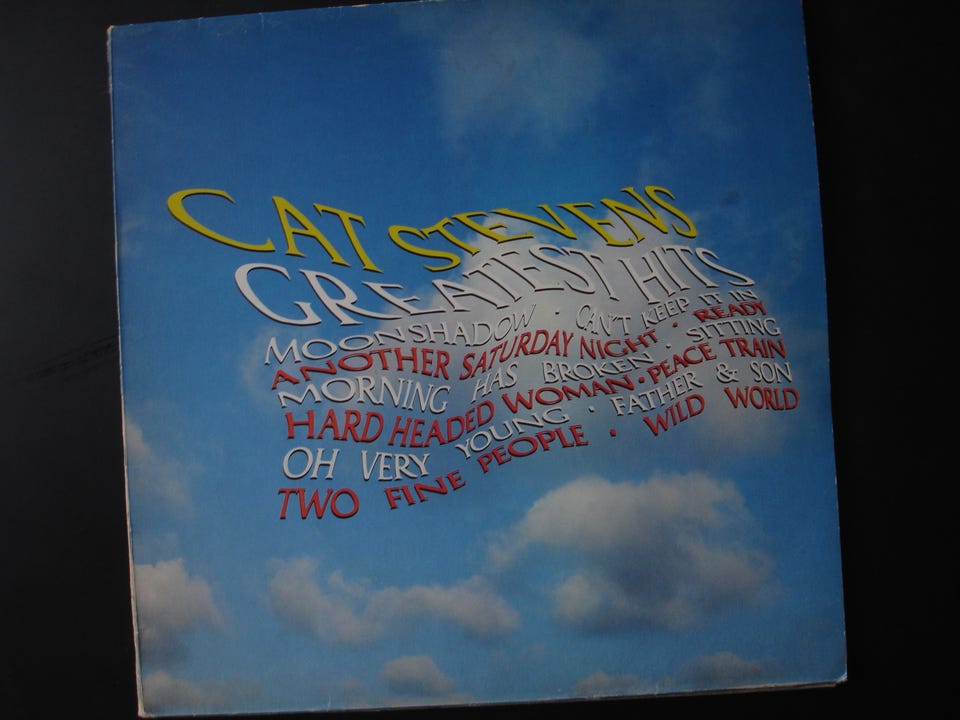 CAT STEVENS
GREATEST HITS
MOONSHADOW · CAN'T KEEP IT IN
ANOTHER SATURDAY NIGHT · READY
MORNING HAS BROKEN · SITTING
HARD HEADED WOMAN · PEACE TRAIN
OH VERY YOUNG · FATHER & SON
TWO FINE PEOPLE · WILD WORLD